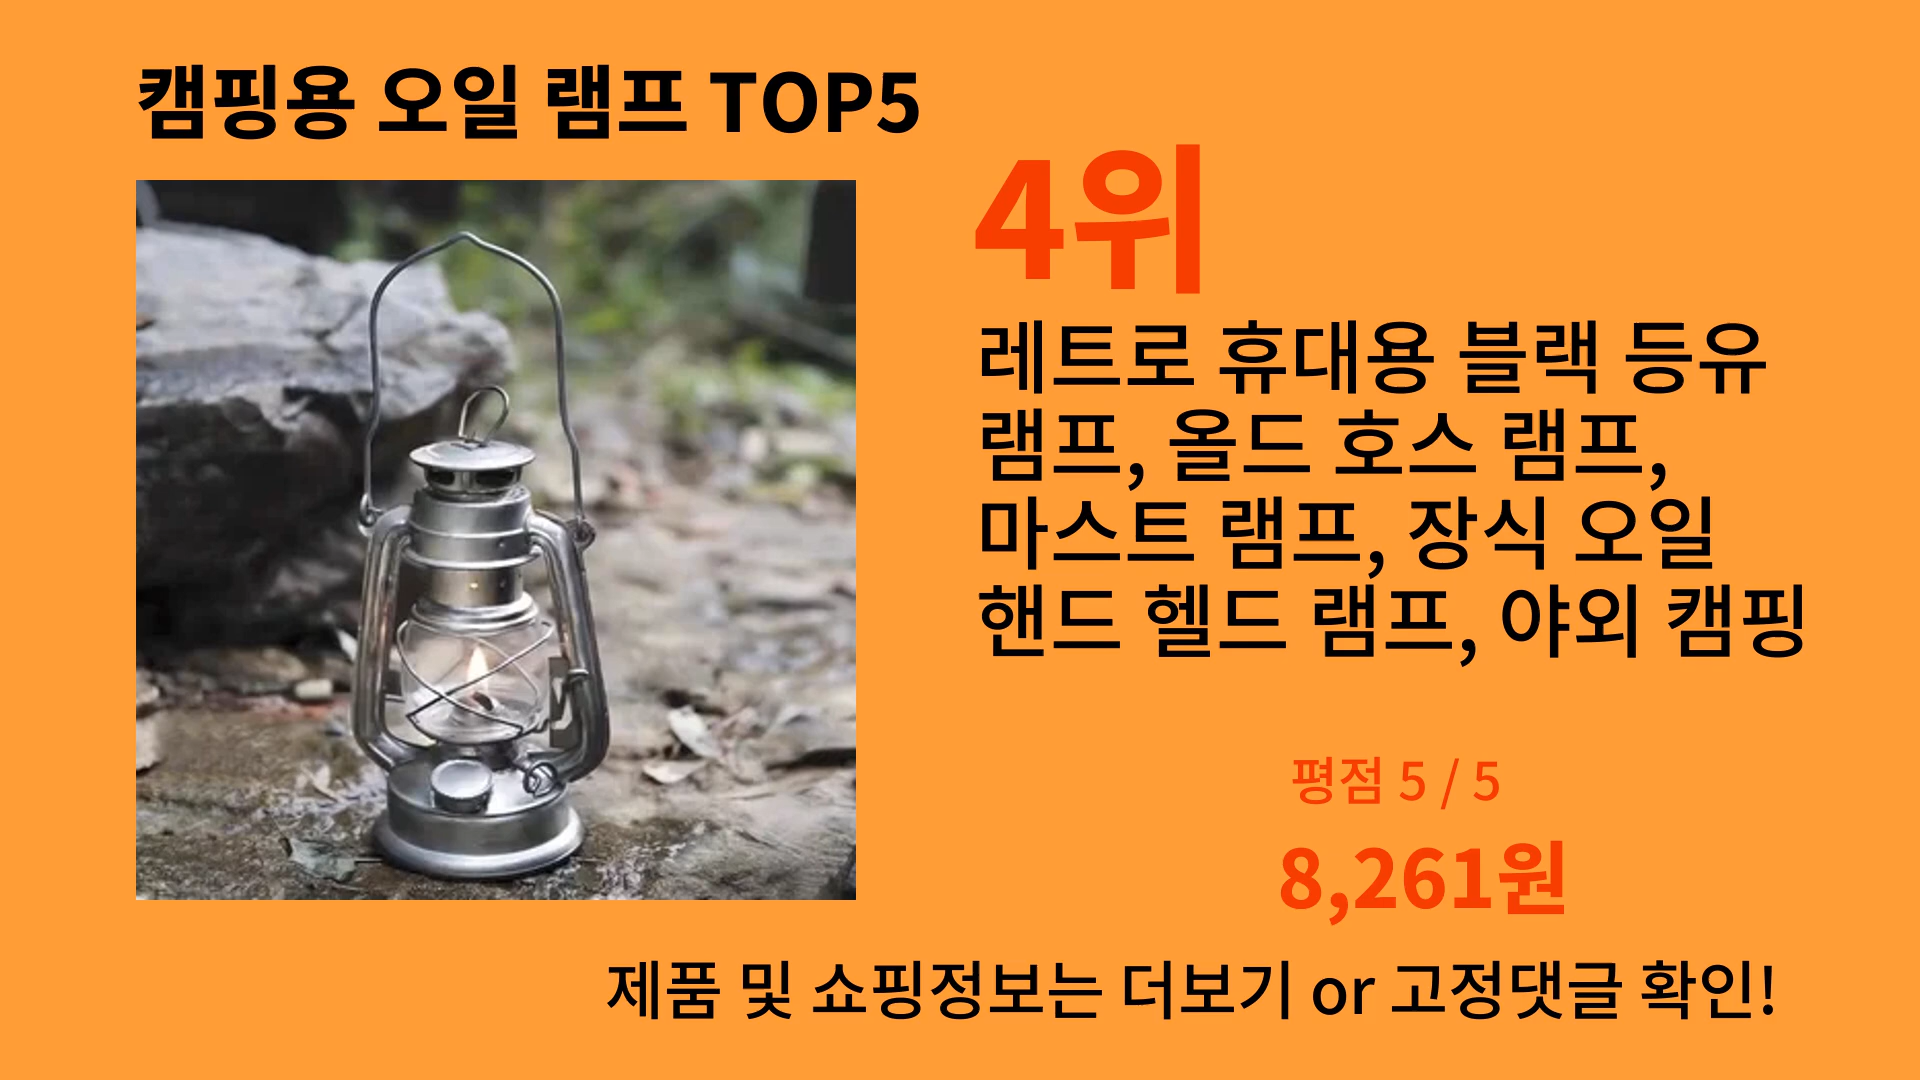 캠핑용 오일 램프 TOP5
4위
레트로 휴대용 블랙 등유
램프, 올드 호스 램프,
마스트 램프, 장식 오일
핸드 헬드 램프, 야외 캠핑
평점 5 / 5
8,261원
제품 및 쇼핑정보는 더보기 or 고정댓글 확인!